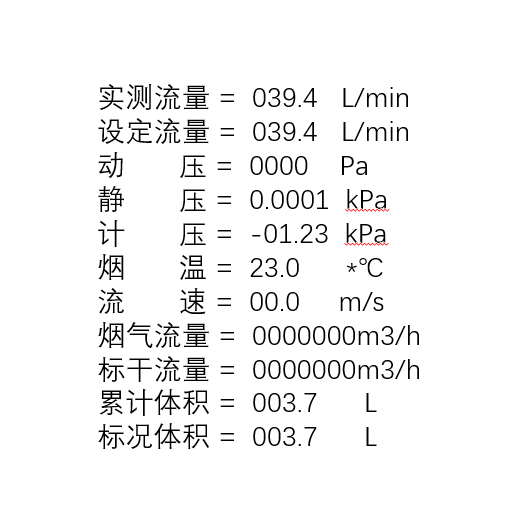 实测流量 = 039.4 L/min
设定流量 = 039.4 L/min
动 压 = 0000 Pa
静 压 = 0.0001 kPa
计 压 = -01.23 kPa
烟 温 = 23.0 *℃
流 速 = 00.0 m/s
烟气流量 = 0000000m3/h
标干流量 = 0000000m3/h
累计体积 = 003.7 L
标况体积 = 003.7 L